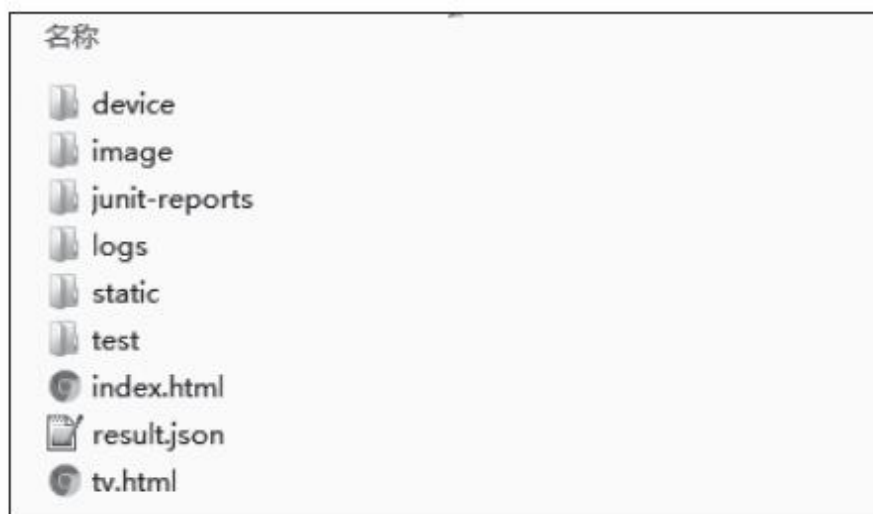 名称
device
image
junit-reports
logs
static
test
index.html
result.json
tv.html